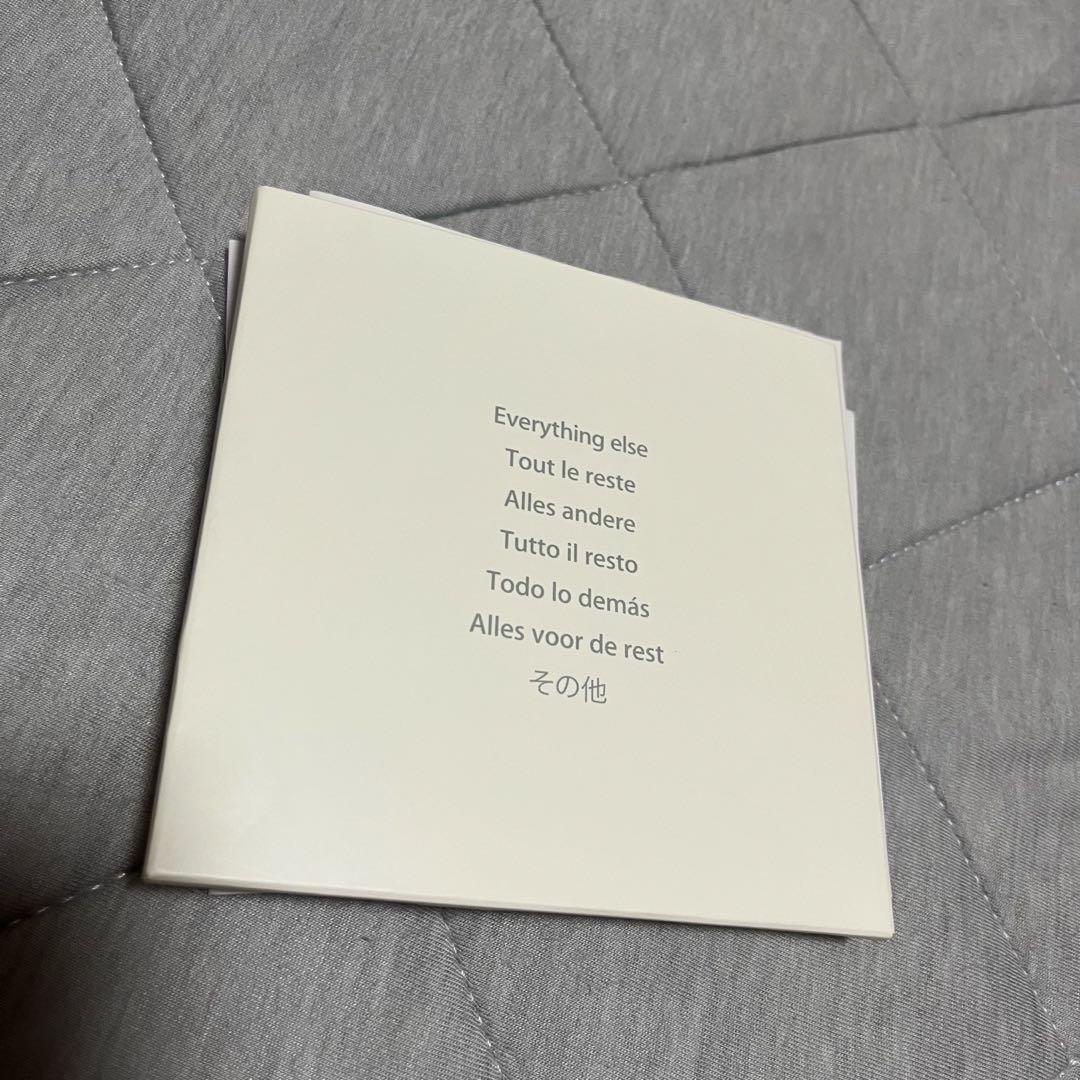 Everything else
Tout le reste
Alles andere
Tutto il resto
Todo lo demás
Alles voor de rest
その他